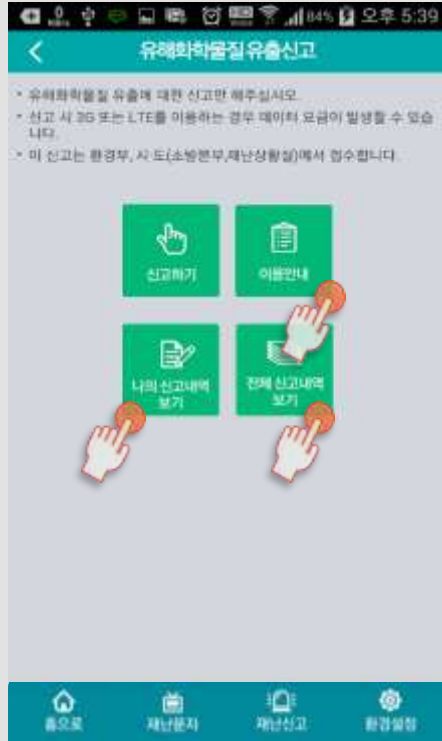 84% 오후 5:39
유해화학물질 유출신고
* 유해화학물질 유출에 대한 신고만 해주십시오.
* 신고 시 3G 또는 LTE를 이용하는 경우 데이터 요금이 발생할 수 있습
니다.
* 이 신고는 환경부, 시·도(소방본부,재난상황실)에서 접수합니다.
신고하기
이용안내
나의 신고내역
보기
전체 신고내역
보기
홈으로
재난문자
재난신고
환경설정